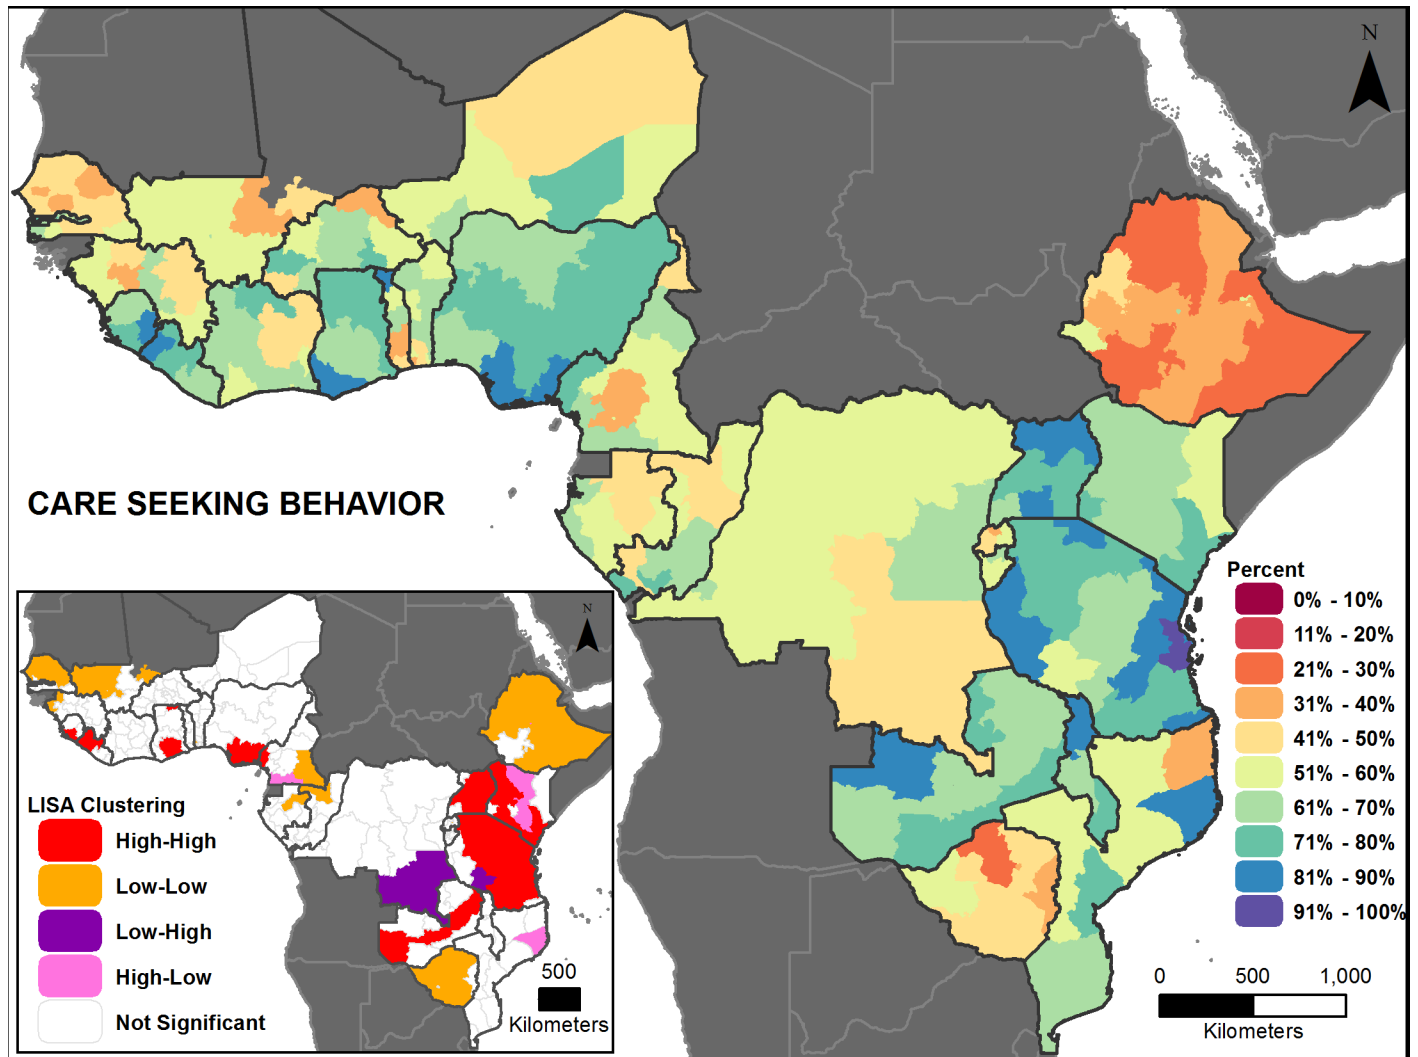 N
CARE SEEKING BEHAVIOR
Percent
0% - 10%
11% - 20%
21% - 30%
31% - 40%
41% - 50%
51% - 60%
61% - 70%
71% - 80%
81% - 90%
91% - 100%
0 500 1,000
Kilometers
N
LISA Clustering
High-High
Low-Low
Low-High
High-Low
Not Significant
500
Kilometers